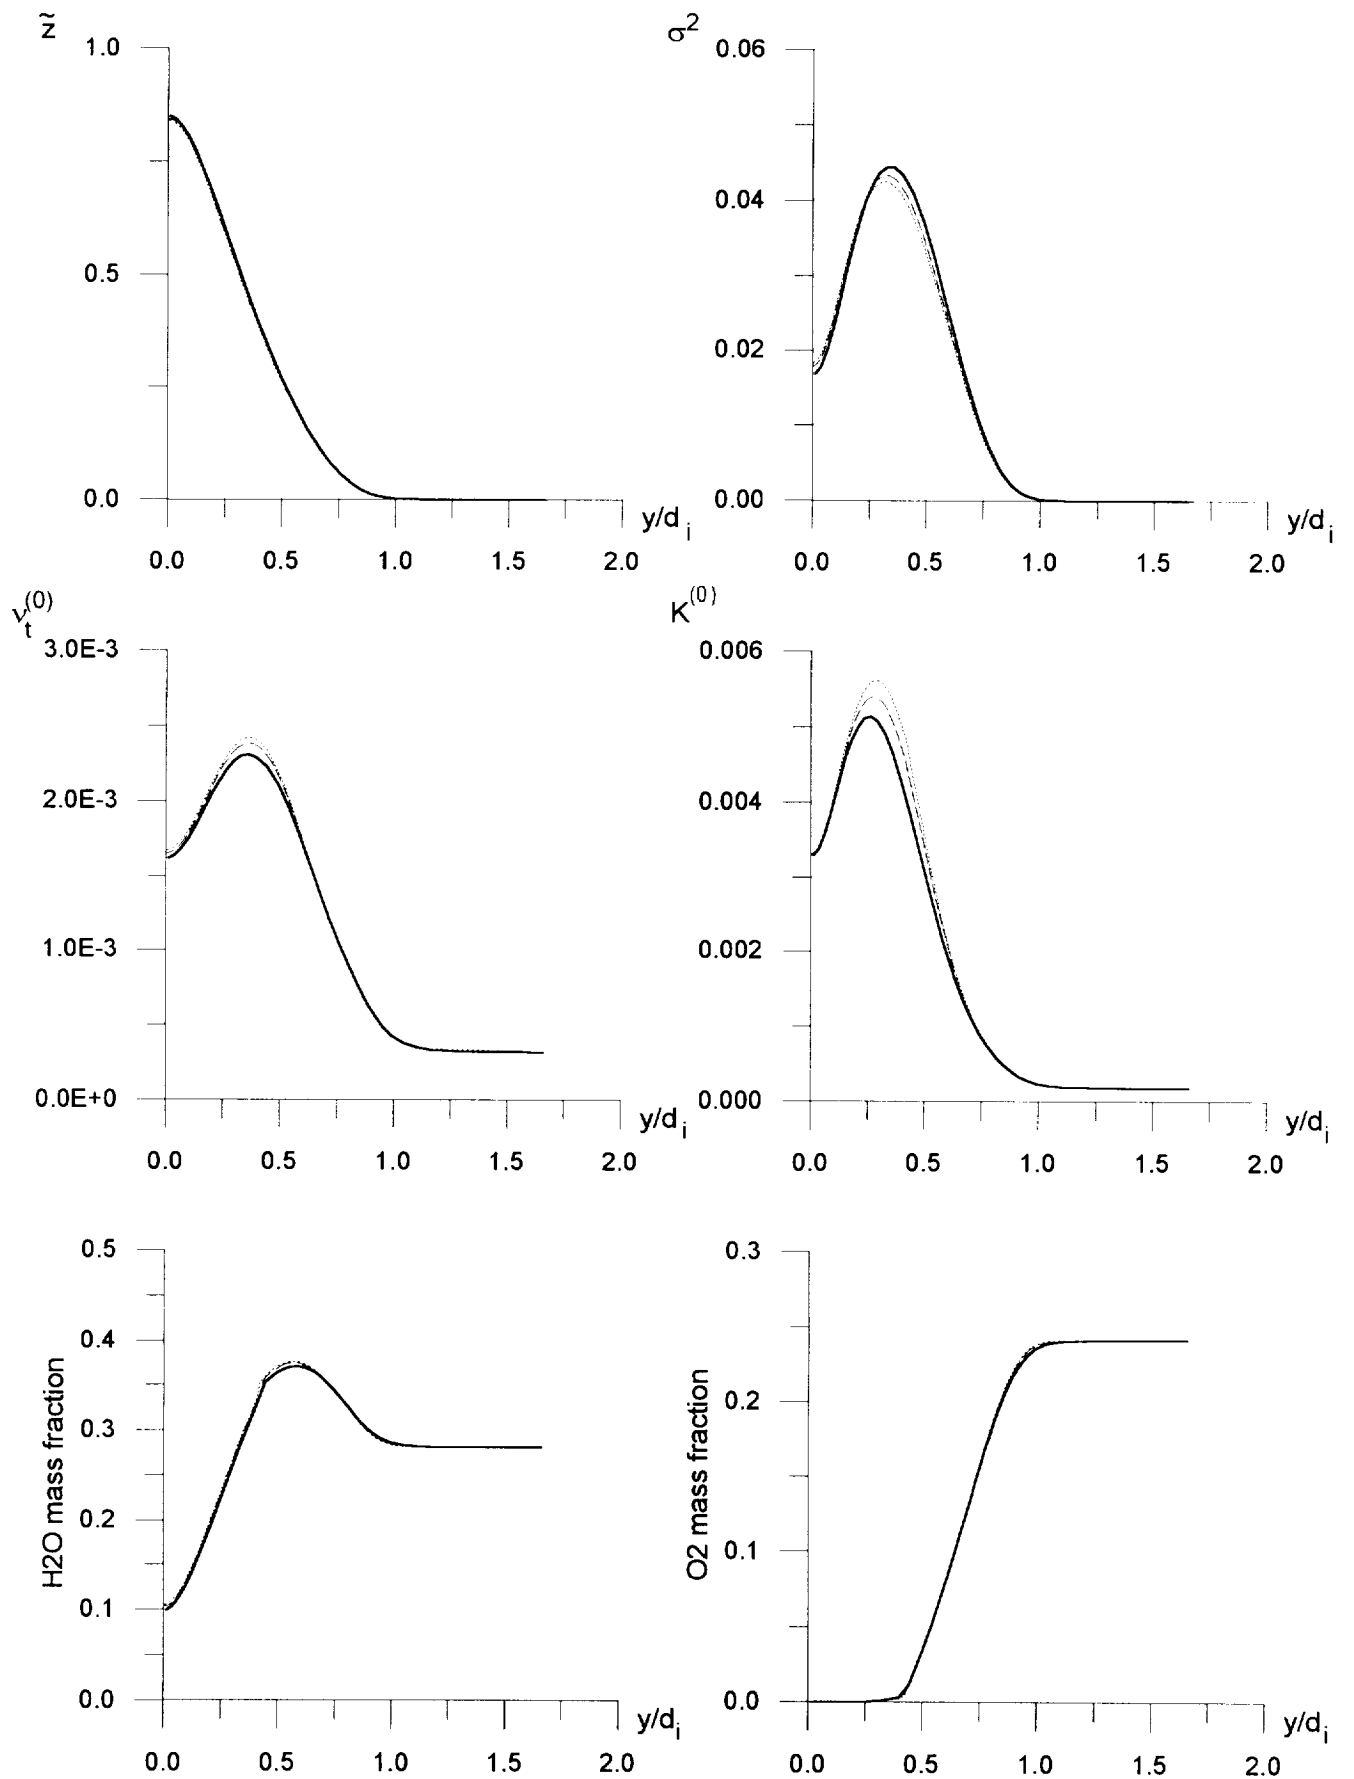 z̃
1.0
0.5
0.0
0.0 0.5 1.0 1.5 2.0
y/d_i
σ²
0.06
0.04
0.02
0.00
0.0 0.5 1.0 1.5 2.0
y/d_i
ν_t^(0)
3.0E-3
2.0E-3
1.0E-3
0.0E+0
0.0 0.5 1.0 1.5 2.0
y/d_i
K^(0)
0.006
0.004
0.002
0.000
0.0 0.5 1.0 1.5 2.0
y/d_i
H2O mass fraction
0.5
0.4
0.3
0.2
0.1
0.0
0.0 0.5 1.0 1.5 2.0
y/d_i
O2 mass fraction
0.3
0.2
0.1
0.0
0.0 0.5 1.0 1.5 2.0
y/d_i